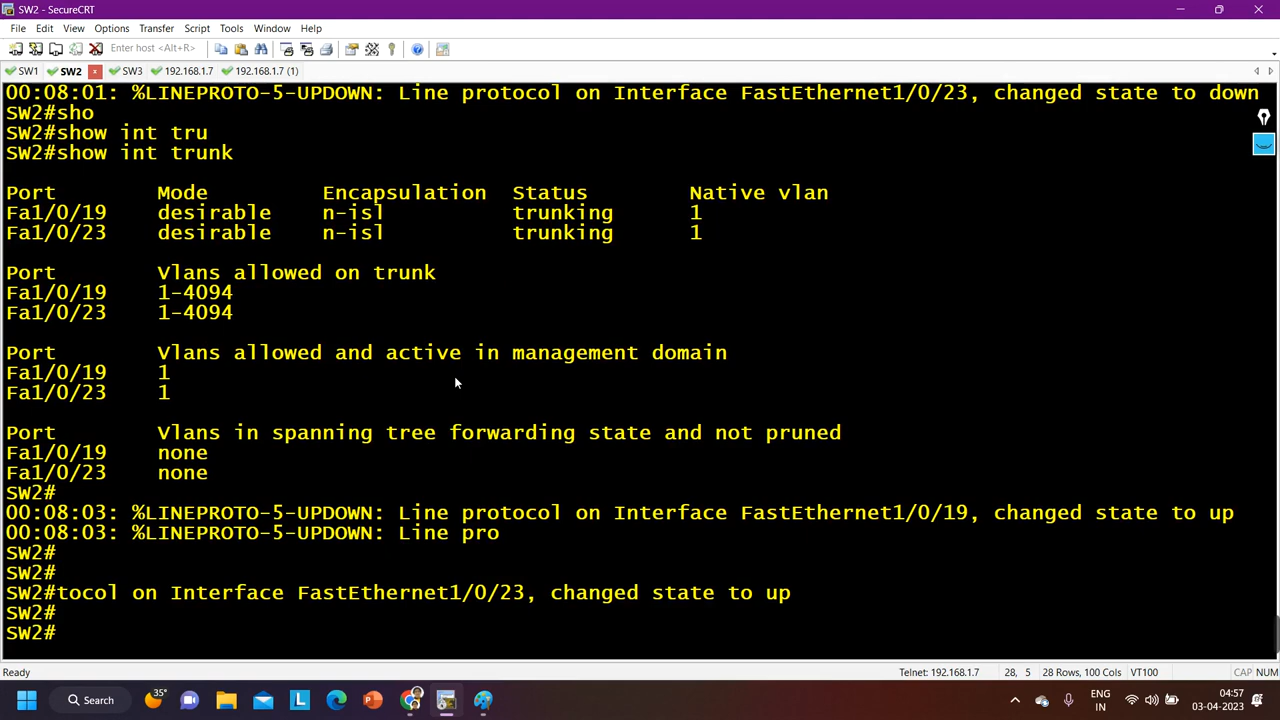 SW2 - SecureCRT
File Edit View Options Transfer Script Tools Window Help
Enter host <Alt+R>
SW1 SW2 x SW3 192.168.1.7 192.168.1.7 (1)
00:08:01: %LINEPROTO-5-UPDOWN: Line protocol on Interface FastEthernet1/0/23, changed state to down
SW2#sho
SW2#show int tru
SW2#show int trunk
Port Mode Encapsulation Status Native vlan
Fa1/0/19 desirable n-isl trunking 1
Fa1/0/23 desirable n-isl trunking 1
Port Vlans allowed on trunk
Fa1/0/19 1-4094
Fa1/0/23 1-4094
Port Vlans allowed and active in management domain
Fa1/0/19 1
Fa1/0/23 1
Port Vlans in spanning tree forwarding state and not pruned
Fa1/0/19 none
Fa1/0/23 none
SW2#
00:08:03: %LINEPROTO-5-UPDOWN: Line protocol on Interface FastEthernet1/0/19, changed state to up
00:08:03: %LINEPROTO-5-UPDOWN: Line pro
SW2#
SW2#
SW2#tocol on Interface FastEthernet1/0/23, changed state to up
SW2#
SW2#
Ready Telnet: 192.168.1.7 28, 5 28 Rows, 100 Cols VT100 CAP NUM
Search 35° L P ENG 04:57
IN 03-04-2023